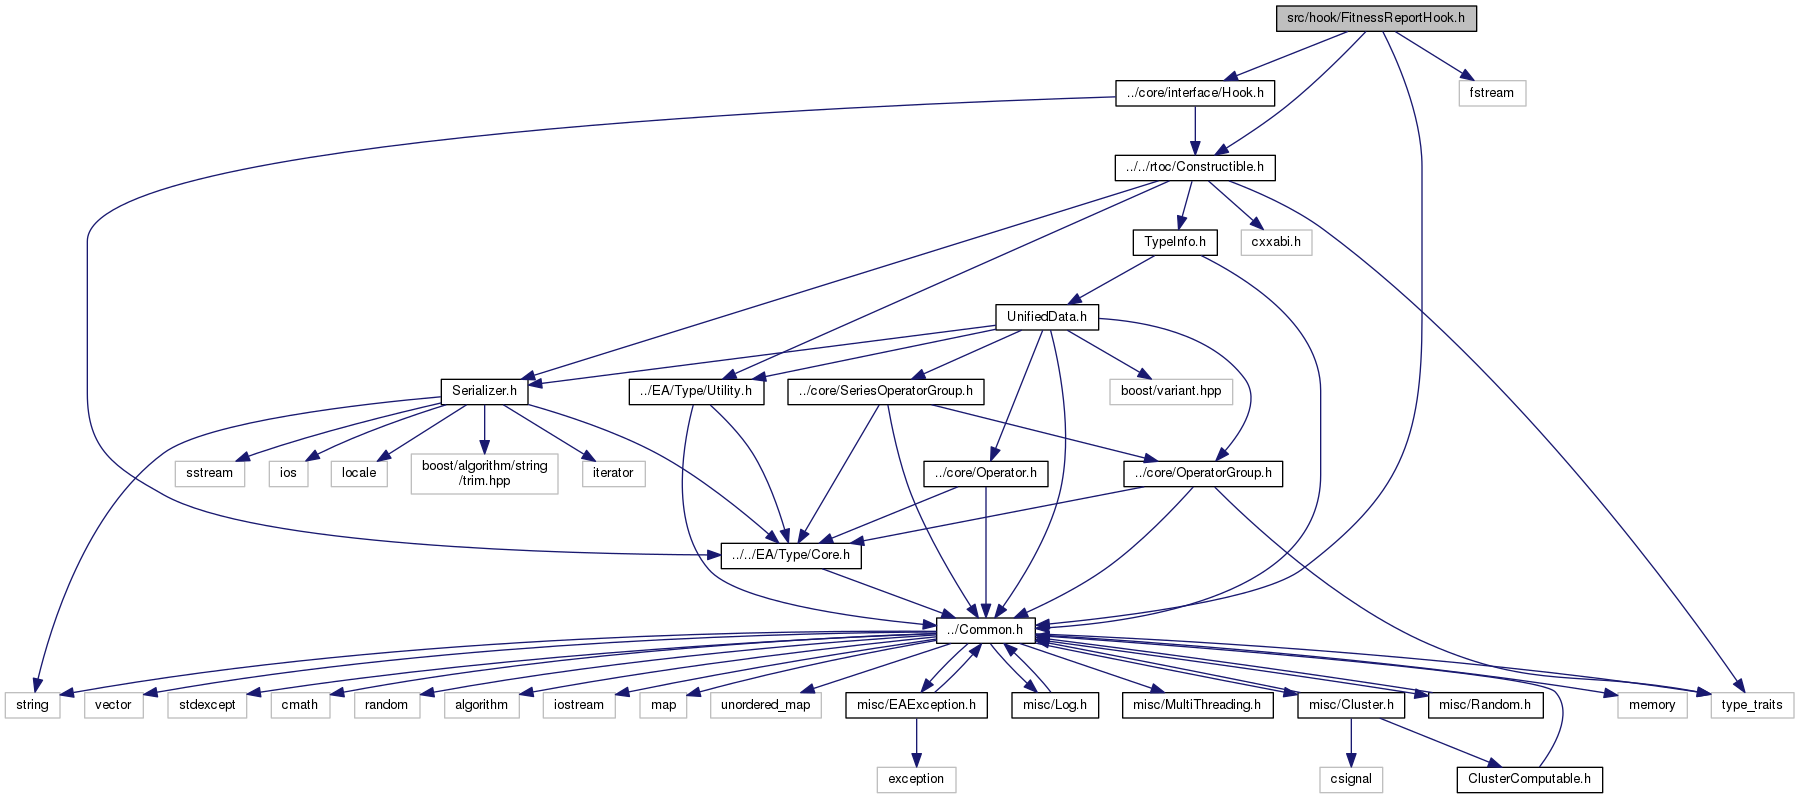 src/hook/FitnessReportHook.h
../core/interface/Hook.h
fstream
../../rtoc/Constructible.h
TypeInfo.h
cxxabi.h
UnifiedData.h
Serializer.h
../EA/Type/Utility.h
../core/SeriesOperatorGroup.h
boost/variant.hpp
sstream
ios
locale
boost/algorithm/string
/trim.hpp
iterator
../core/Operator.h
../core/OperatorGroup.h
../../EA/Type/Core.h
../Common.h
string
vector
stdexcept
cmath
random
algorithm
iostream
map
unordered_map
misc/EAException.h
misc/Log.h
misc/MultiThreading.h
misc/Cluster.h
misc/Random.h
memory
type_traits
exception
csignal
ClusterComputable.h